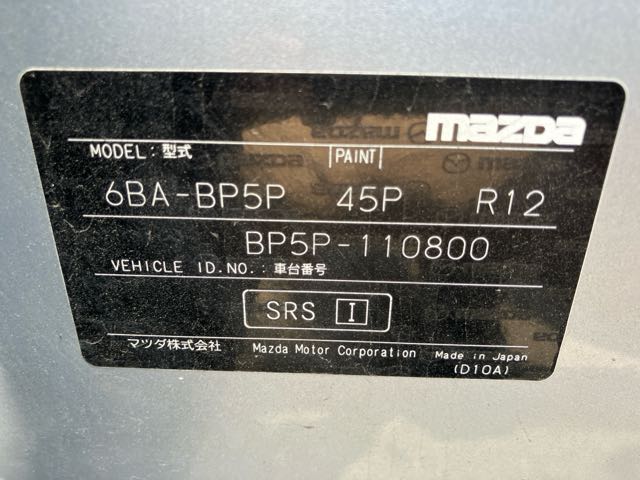 mazda
MODEL: 型式 PAINT
6BA-BP5P 45P R12
BP5P-110800
VEHICLE ID.NO.: 車台番号
SRS I
マツダ株式会社 Mazda Motor Corporation Made in Japan
(D10A)